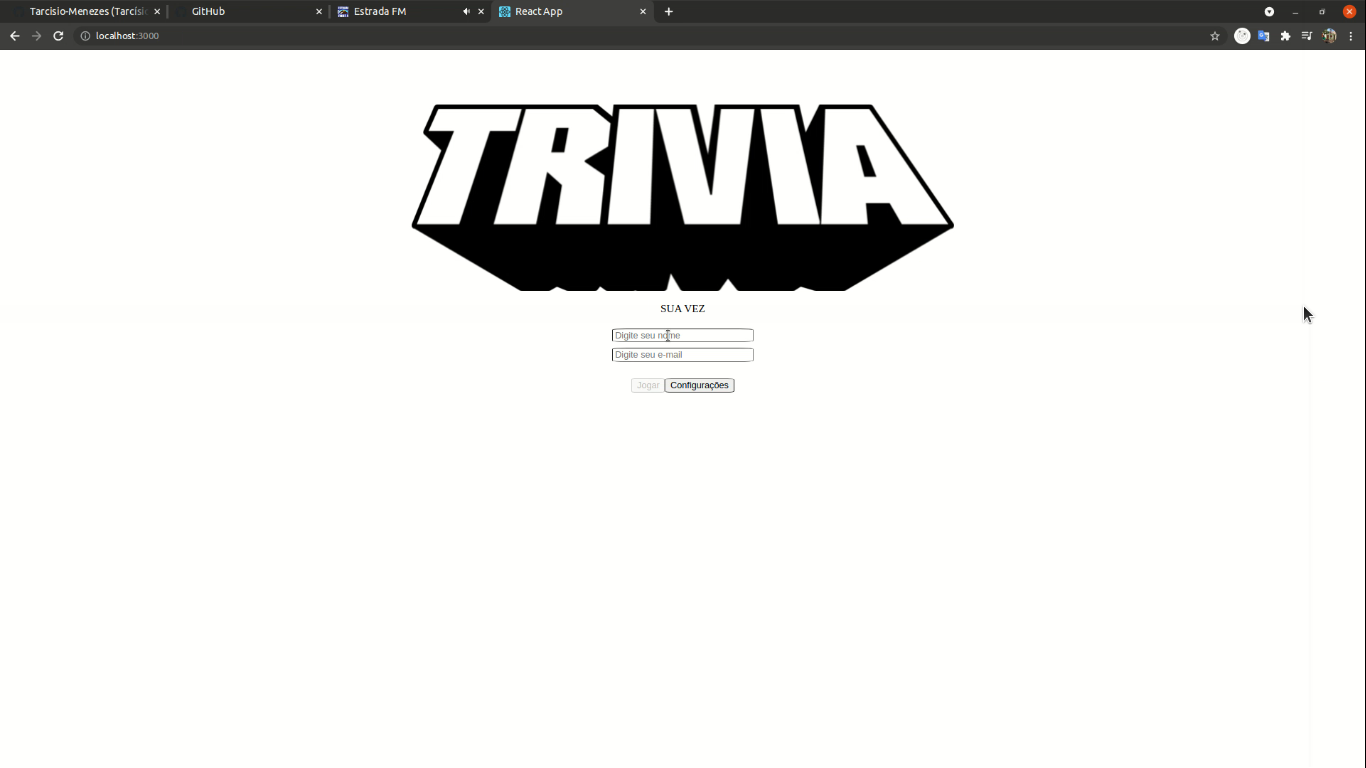 Tarcisio-Menezes (Tarcísio
GitHub
Estrada FM
React App
localhost:3000
TRIVIA
SUA VEZ
Digite seu nome
Digite seu e-mail
Jogar Configurações